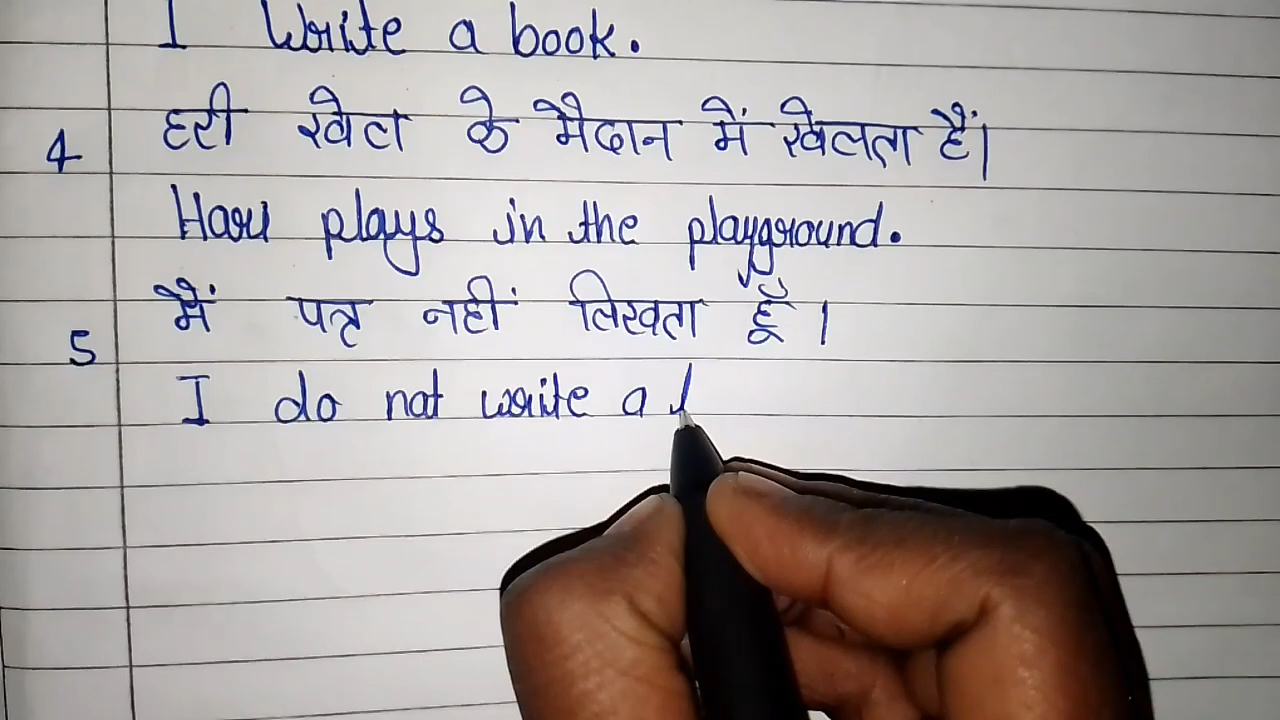 I Write a book.
4 हरी खेल के मैदान में खेलता हैं।
Hari plays in the playground.
5 मैं पत्र नहीं लिखता हूँ।
I do not write a l